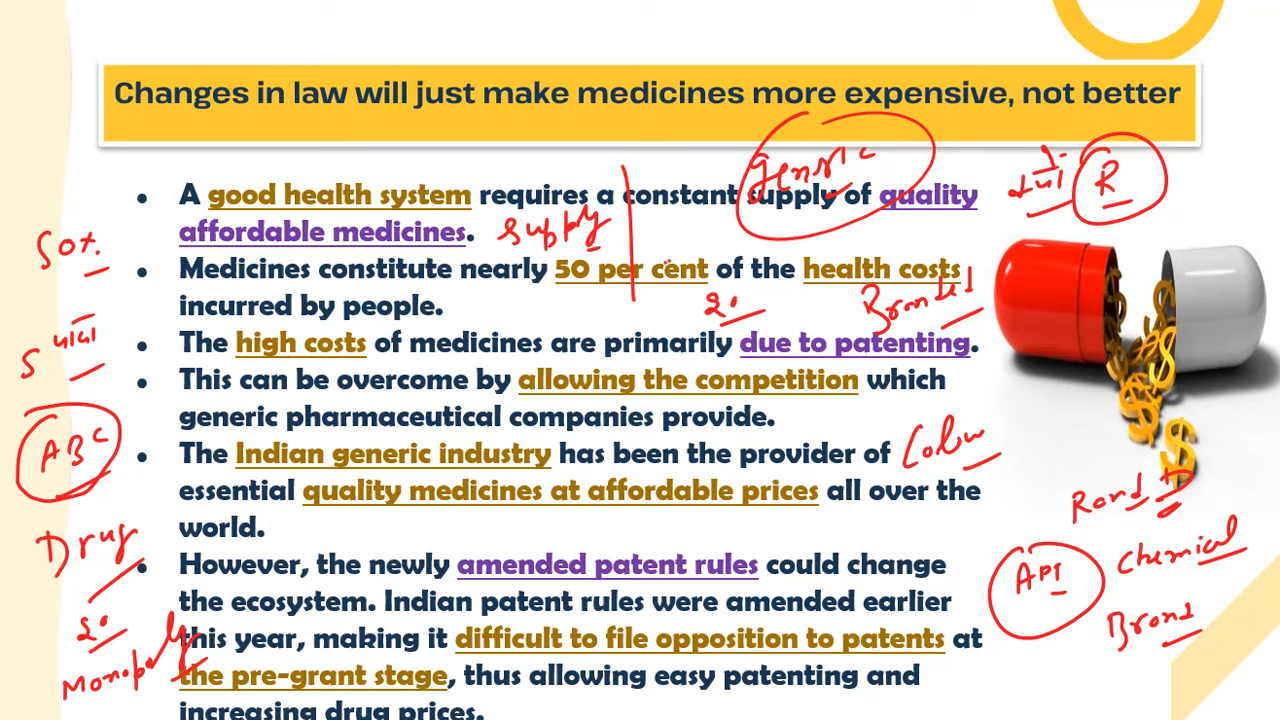 Changes in law will just make medicines more expensive, not better
Generic
R
• A good health system requires a constant supply of quality
affordable medicines.
Supply
50%.
• Medicines constitute nearly 50 per cent of the health costs
incurred by people.
20
Branded
• The high costs of medicines are primarily due to patenting.
• This can be overcome by allowing the competition which
generic pharmaceutical companies provide.
ABC
• The Indian generic industry has been the provider of
essential quality medicines at affordable prices all over the
world.
R and D
Drug
Chemical
API
Brand
• However, the newly amended patent rules could change
the ecosystem. Indian patent rules were amended earlier
this year, making it difficult to file opposition to patents at
the pre-grant stage, thus allowing easy patenting and
increasing drug prices.
20
Monopoly